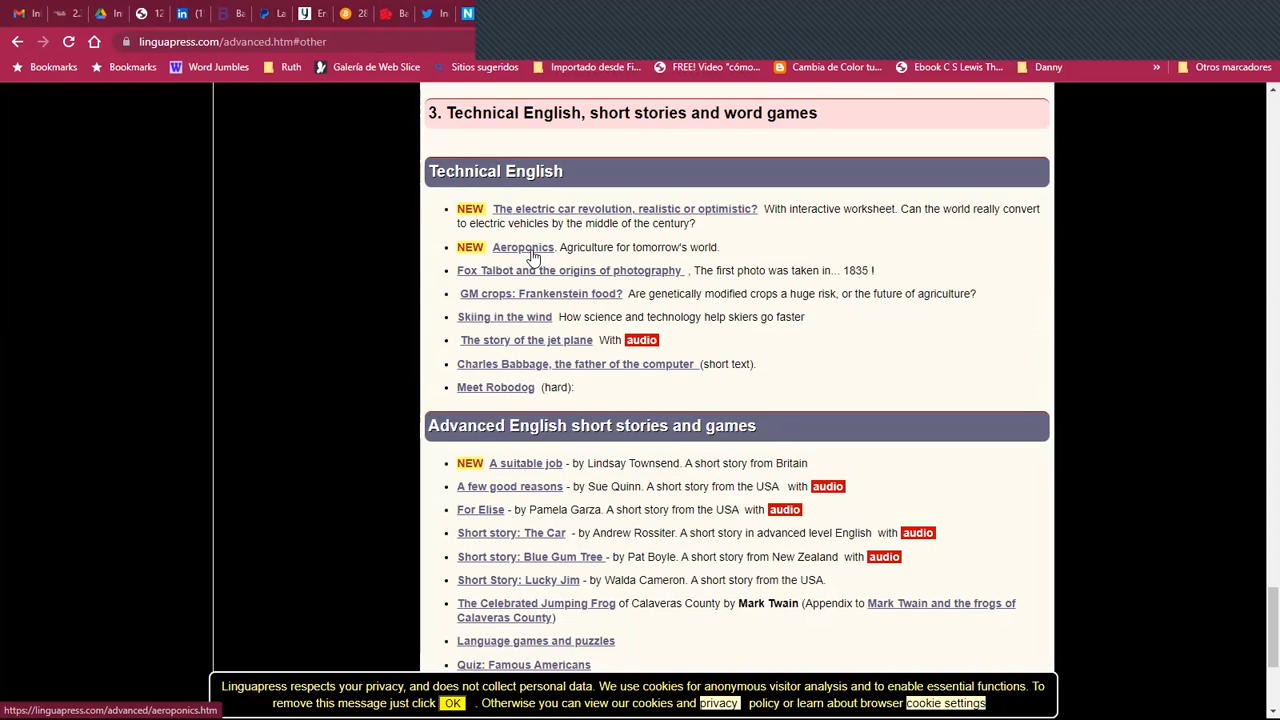 In
2.
In
12
in (1
Ba
La
Er
28
Ba
In
linguapress.com/advanced.htm#other
Bookmarks Bookmarks Word Jumbles Ruth Galería de Web Slice Sitios sugeridos Importado desde Fi... FREE! Video "cómo... Cambia de Color tu... Ebook C S Lewis Th... Danny » Otros marcadores
3. Technical English, short stories and word games
Technical English
NEW The electric car revolution, realistic or optimistic? With interactive worksheet. Can the world really convert
to electric vehicles by the middle of the century?
NEW Aeroponics. Agriculture for tomorrow's world.
Fox Talbot and the origins of photography , The first photo was taken in... 1835 !
GM crops: Frankenstein food? Are genetically modified crops a huge risk, or the future of agriculture?
Skiing in the wind How science and technology help skiers go faster
The story of the jet plane With audio
Charles Babbage, the father of the computer (short text).
Meet Robodog (hard):
Advanced English short stories and games
NEW A suitable job - by Lindsay Townsend. A short story from Britain
A few good reasons - by Sue Quinn. A short story from the USA with audio
For Elise - by Pamela Garza. A short story from the USA with audio
Short story: The Car - by Andrew Rossiter. A short story in advanced level English with audio
Short story: Blue Gum Tree - by Pat Boyle. A short story from New Zealand with audio
Short Story: Lucky Jim - by Walda Cameron. A short story from the USA.
The Celebrated Jumping Frog of Calaveras County by Mark Twain (Appendix to Mark Twain and the frogs of
Calaveras County)
Language games and puzzles
Quiz: Famous Americans
Linguapress respects your privacy, and does not collect personal data. We use cookies for anonymous visitor analysis and to enable essential functions. To
remove this message just click OK . Otherwise you can view our cookies and privacy policy or learn about browser cookie settings
https://linguapress.com/advanced/aeroponics.htm